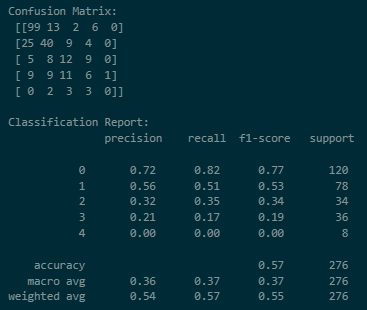 Confusion Matrix:
[[99 13  2  6  0]
[25 40  9  4  0]
[ 5  8 12  9  0]
[ 9  9 11  6  1]
[ 0  2  3  3  0]]
Classification Report:
precision    recall  f1-score   support
0       0.72      0.82      0.77       120
1       0.56      0.51      0.53        78
2       0.32      0.35      0.34        34
3       0.21      0.17      0.19        36
4       0.00      0.00      0.00         8
accuracy                           0.57       276
macro avg       0.36      0.37      0.37       276
weighted avg       0.54      0.57      0.55       276